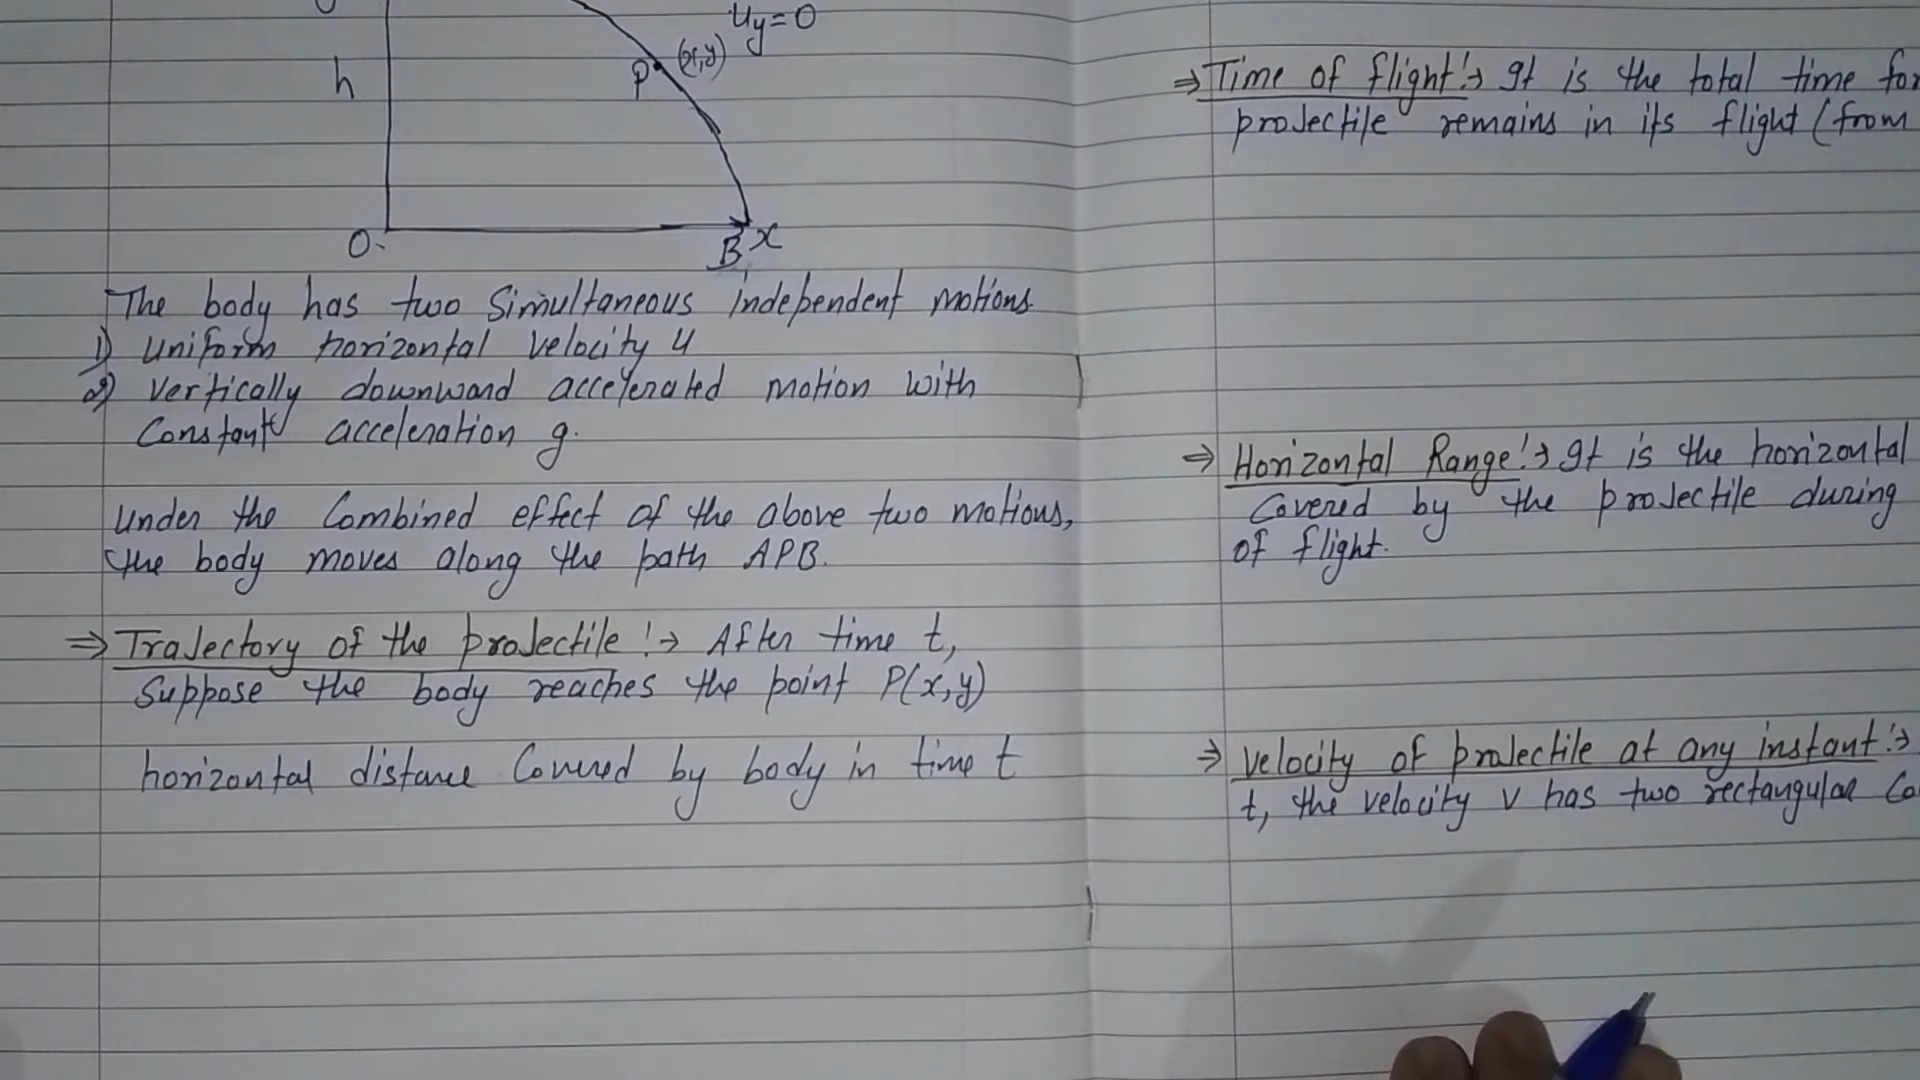 uy=0
h
P (x,y)
O
B x
The body has two Simultaneous independent motions
1) uniform horizontal velocity u
2) vertically downward accelerated motion with
Constant acceleration g.
under the Combined effect of the above two motions,
the body moves along the path APB.
⇒ Trajectory of the projectile :→ After time t,
Suppose the body reaches the point P(x,y)
horizontal distance Covered by body in time t
⇒ Time of flight :→ It is the total time for
projectile remains in its flight (from
⇒ Horizontal Range :→ It is the horizontal
Covered by the projectile during
of flight.
⇒ velocity of projectile at any instant :→
t, the velocity v has two rectangular Co